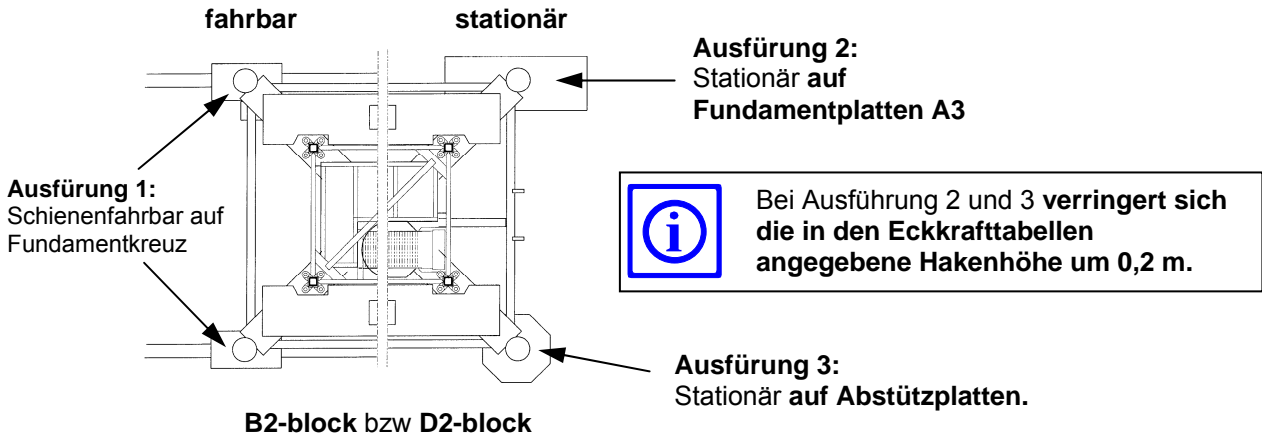 fahrbar
stationär
Ausfürung 2:
Stationär auf
Fundamentplatten A3
Ausfürung 1:
Schienenfahrbar auf
Fundamentkreuz
i
Bei Ausführung 2 und 3 verringert sich
die in den Eckkrafttabellen
angegebene Hakenhöhe um 0,2 m.
Ausfürung 3:
Stationär auf Abstützplatten.
B2-block bzw D2-block